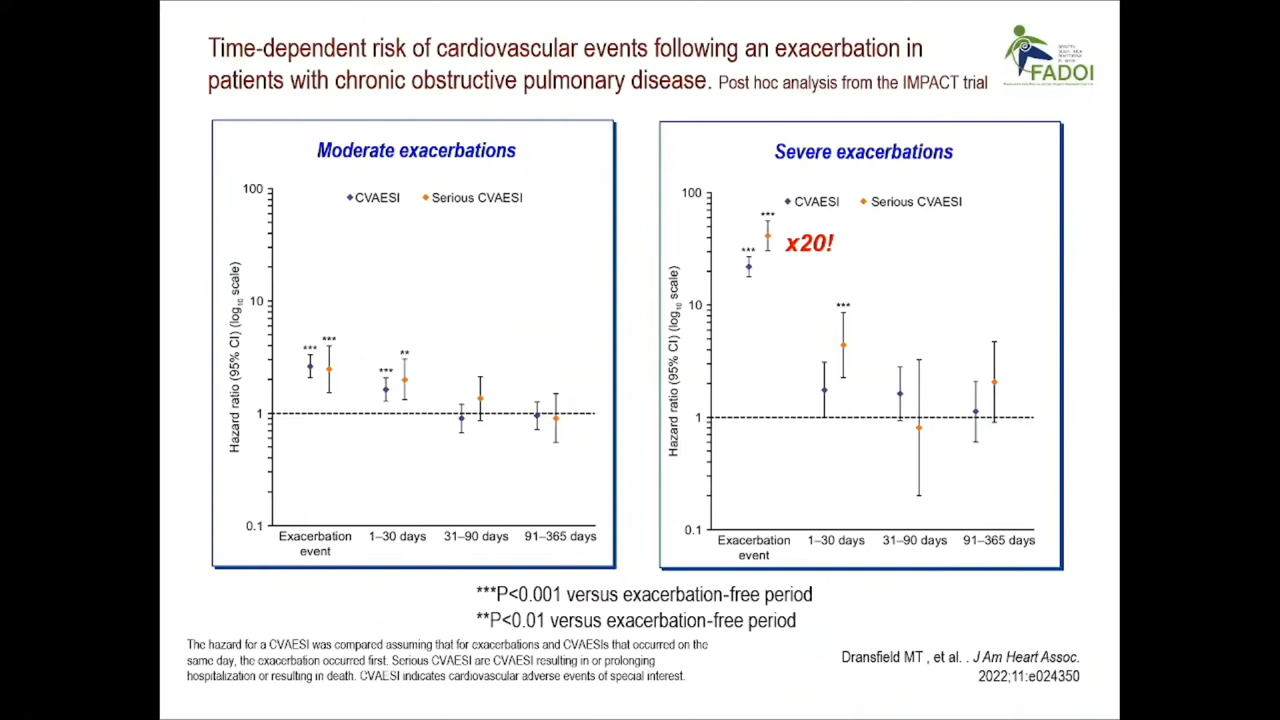 Time-dependent risk of cardiovascular events following an exacerbation in
patients with chronic obstructive pulmonary disease. Post hoc analysis from the IMPACT trial
FADOI
Moderate exacerbations
100
CVAESI
Serious CVAESI
10
1
0.1
Hazard ratio (95% CI) (log10 scale)
***
***
***
**
Exacerbation
event
1–30 days
31–90 days
91–365 days
Severe exacerbations
100
CVAESI
Serious CVAESI
10
1
0.1
Hazard ratio (95% CI) (log10 scale)
***
***
x20!
***
Exacerbation
event
1–30 days
31–90 days
91–365 days
***P<0.001 versus exacerbation-free period
**P<0.01 versus exacerbation-free period
The hazard for a CVAESI was compared assuming that for exacerbations and CVAESIs that occurred on the
same day, the exacerbation occurred first. Serious CVAESI are CVAESI resulting in or prolonging
hospitalization or resulting in death. CVAESI indicates cardiovascular adverse events of special interest.
Dransfield MT , et al. . J Am Heart Assoc.
2022;11:e024350